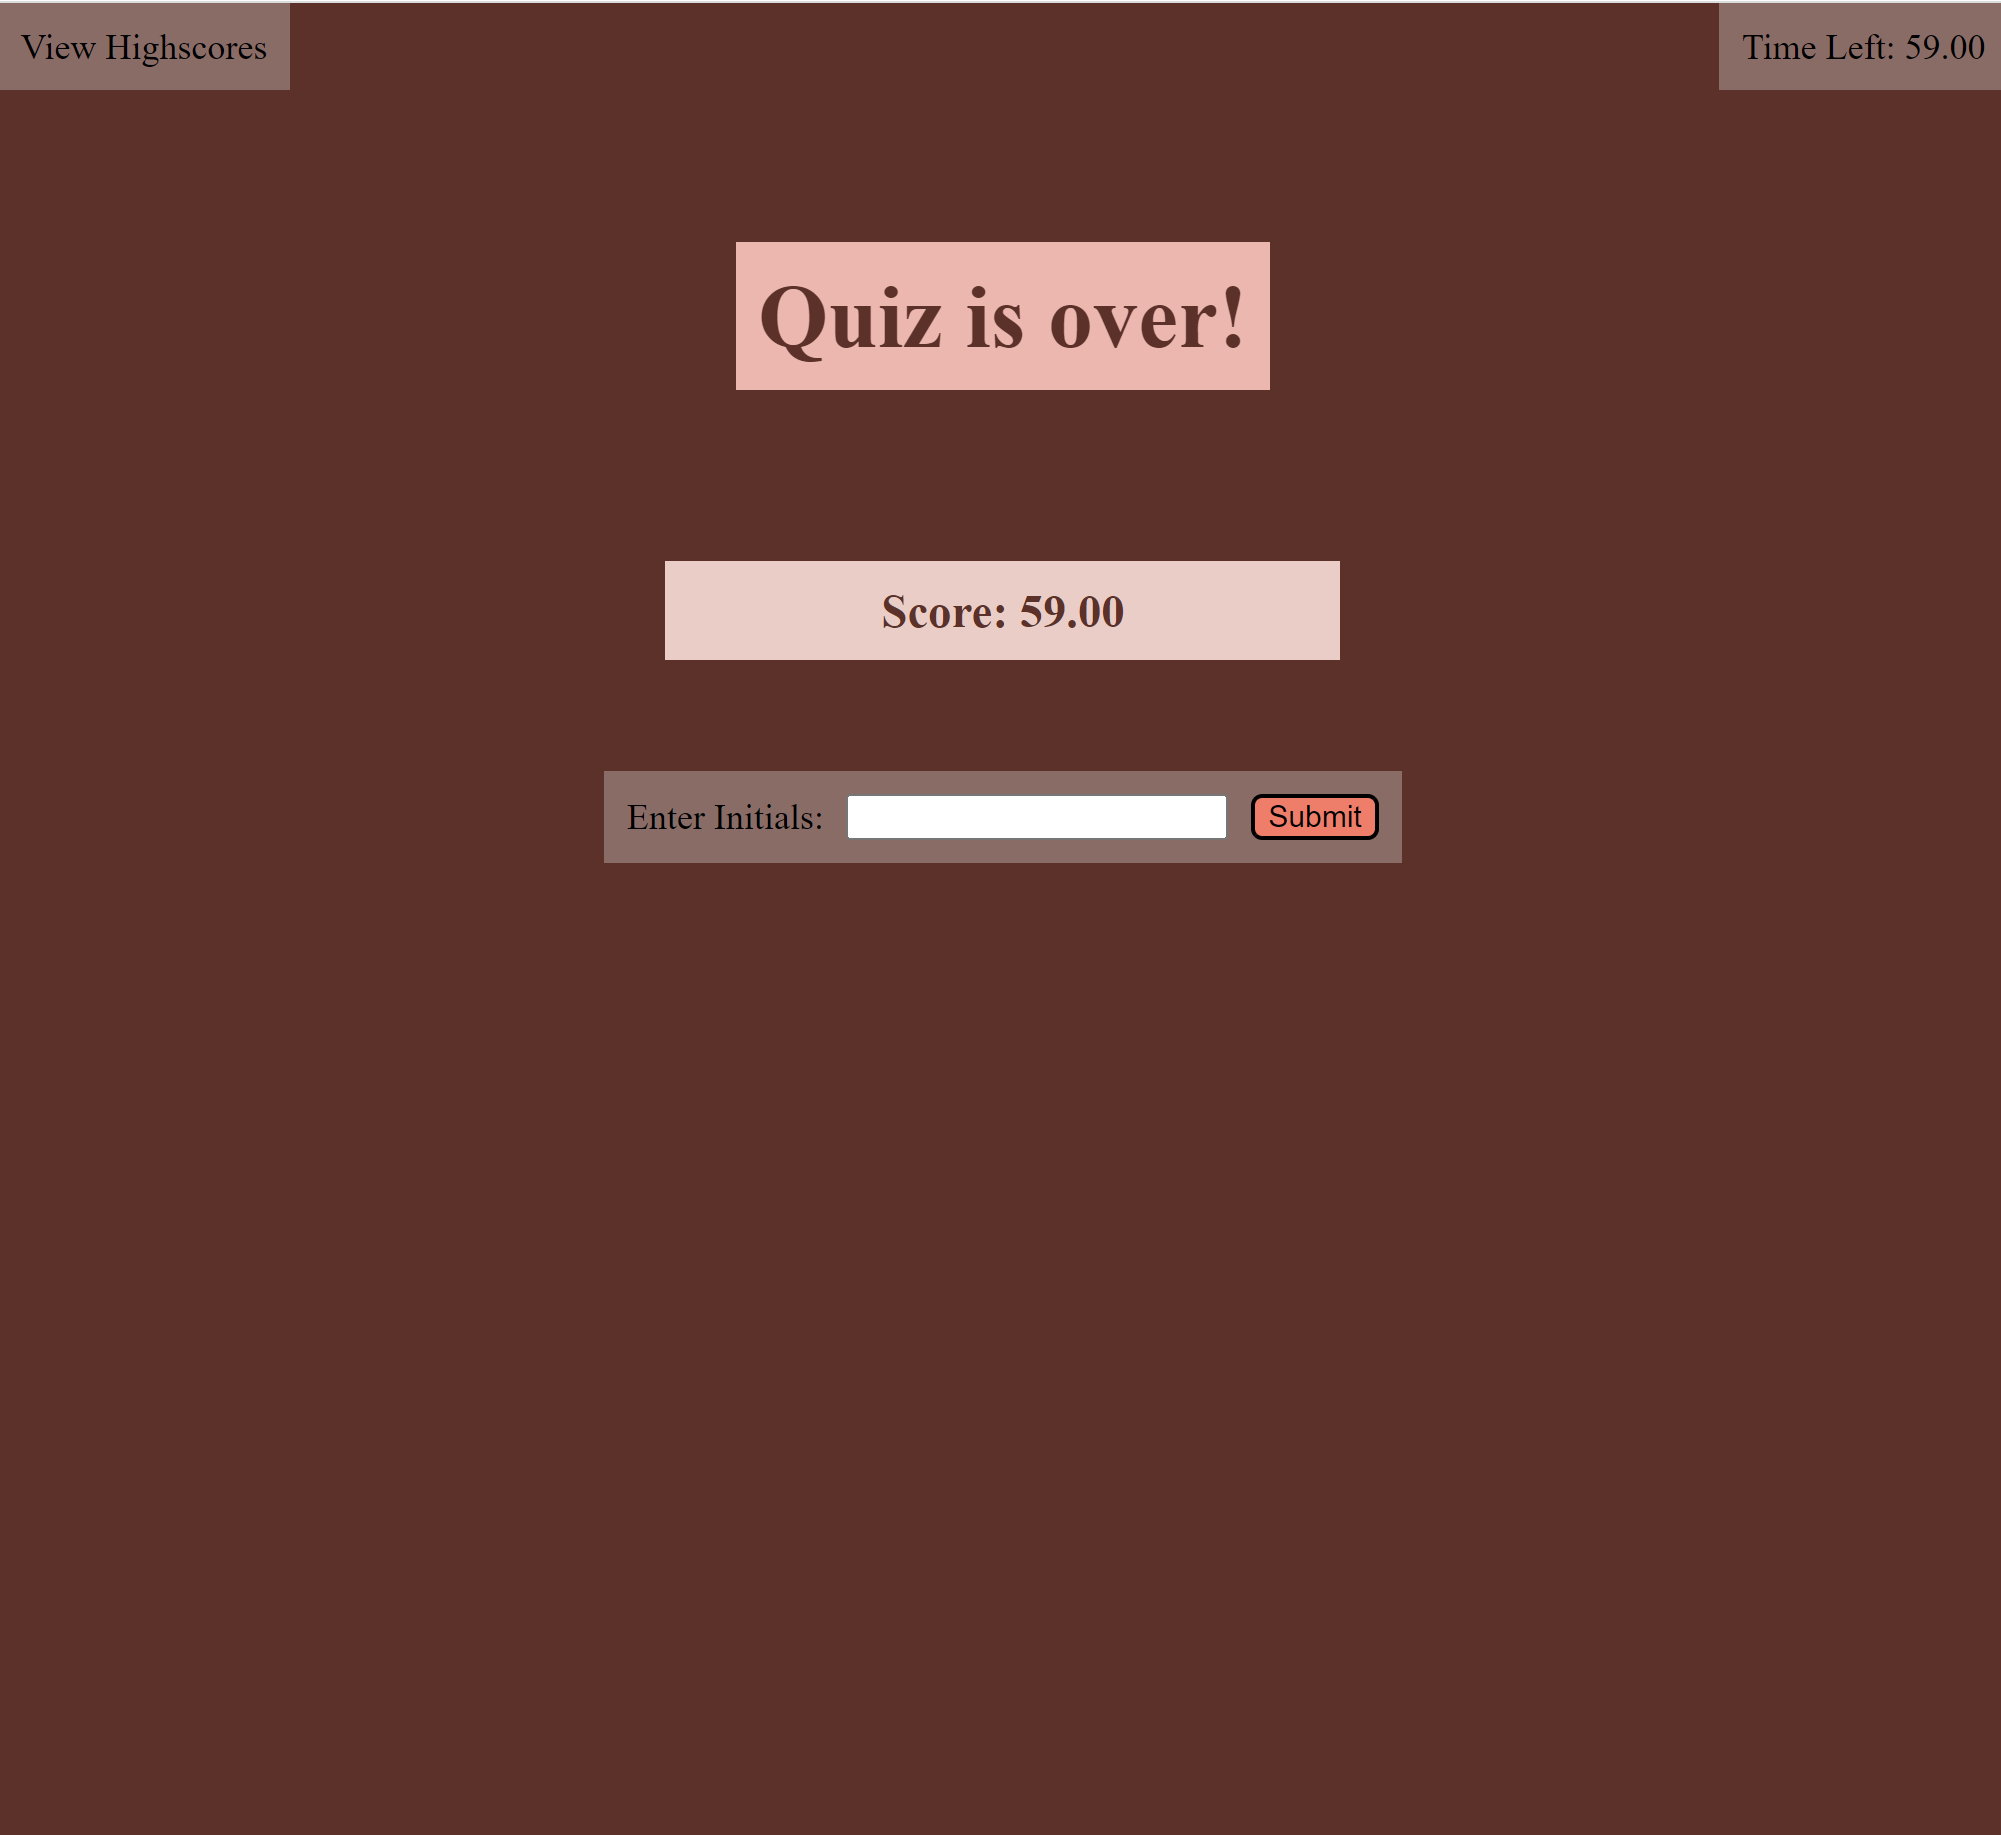 View Highscores
Time Left: 59.00
Quiz is over!
Score: 59.00
Enter Initials:
Submit